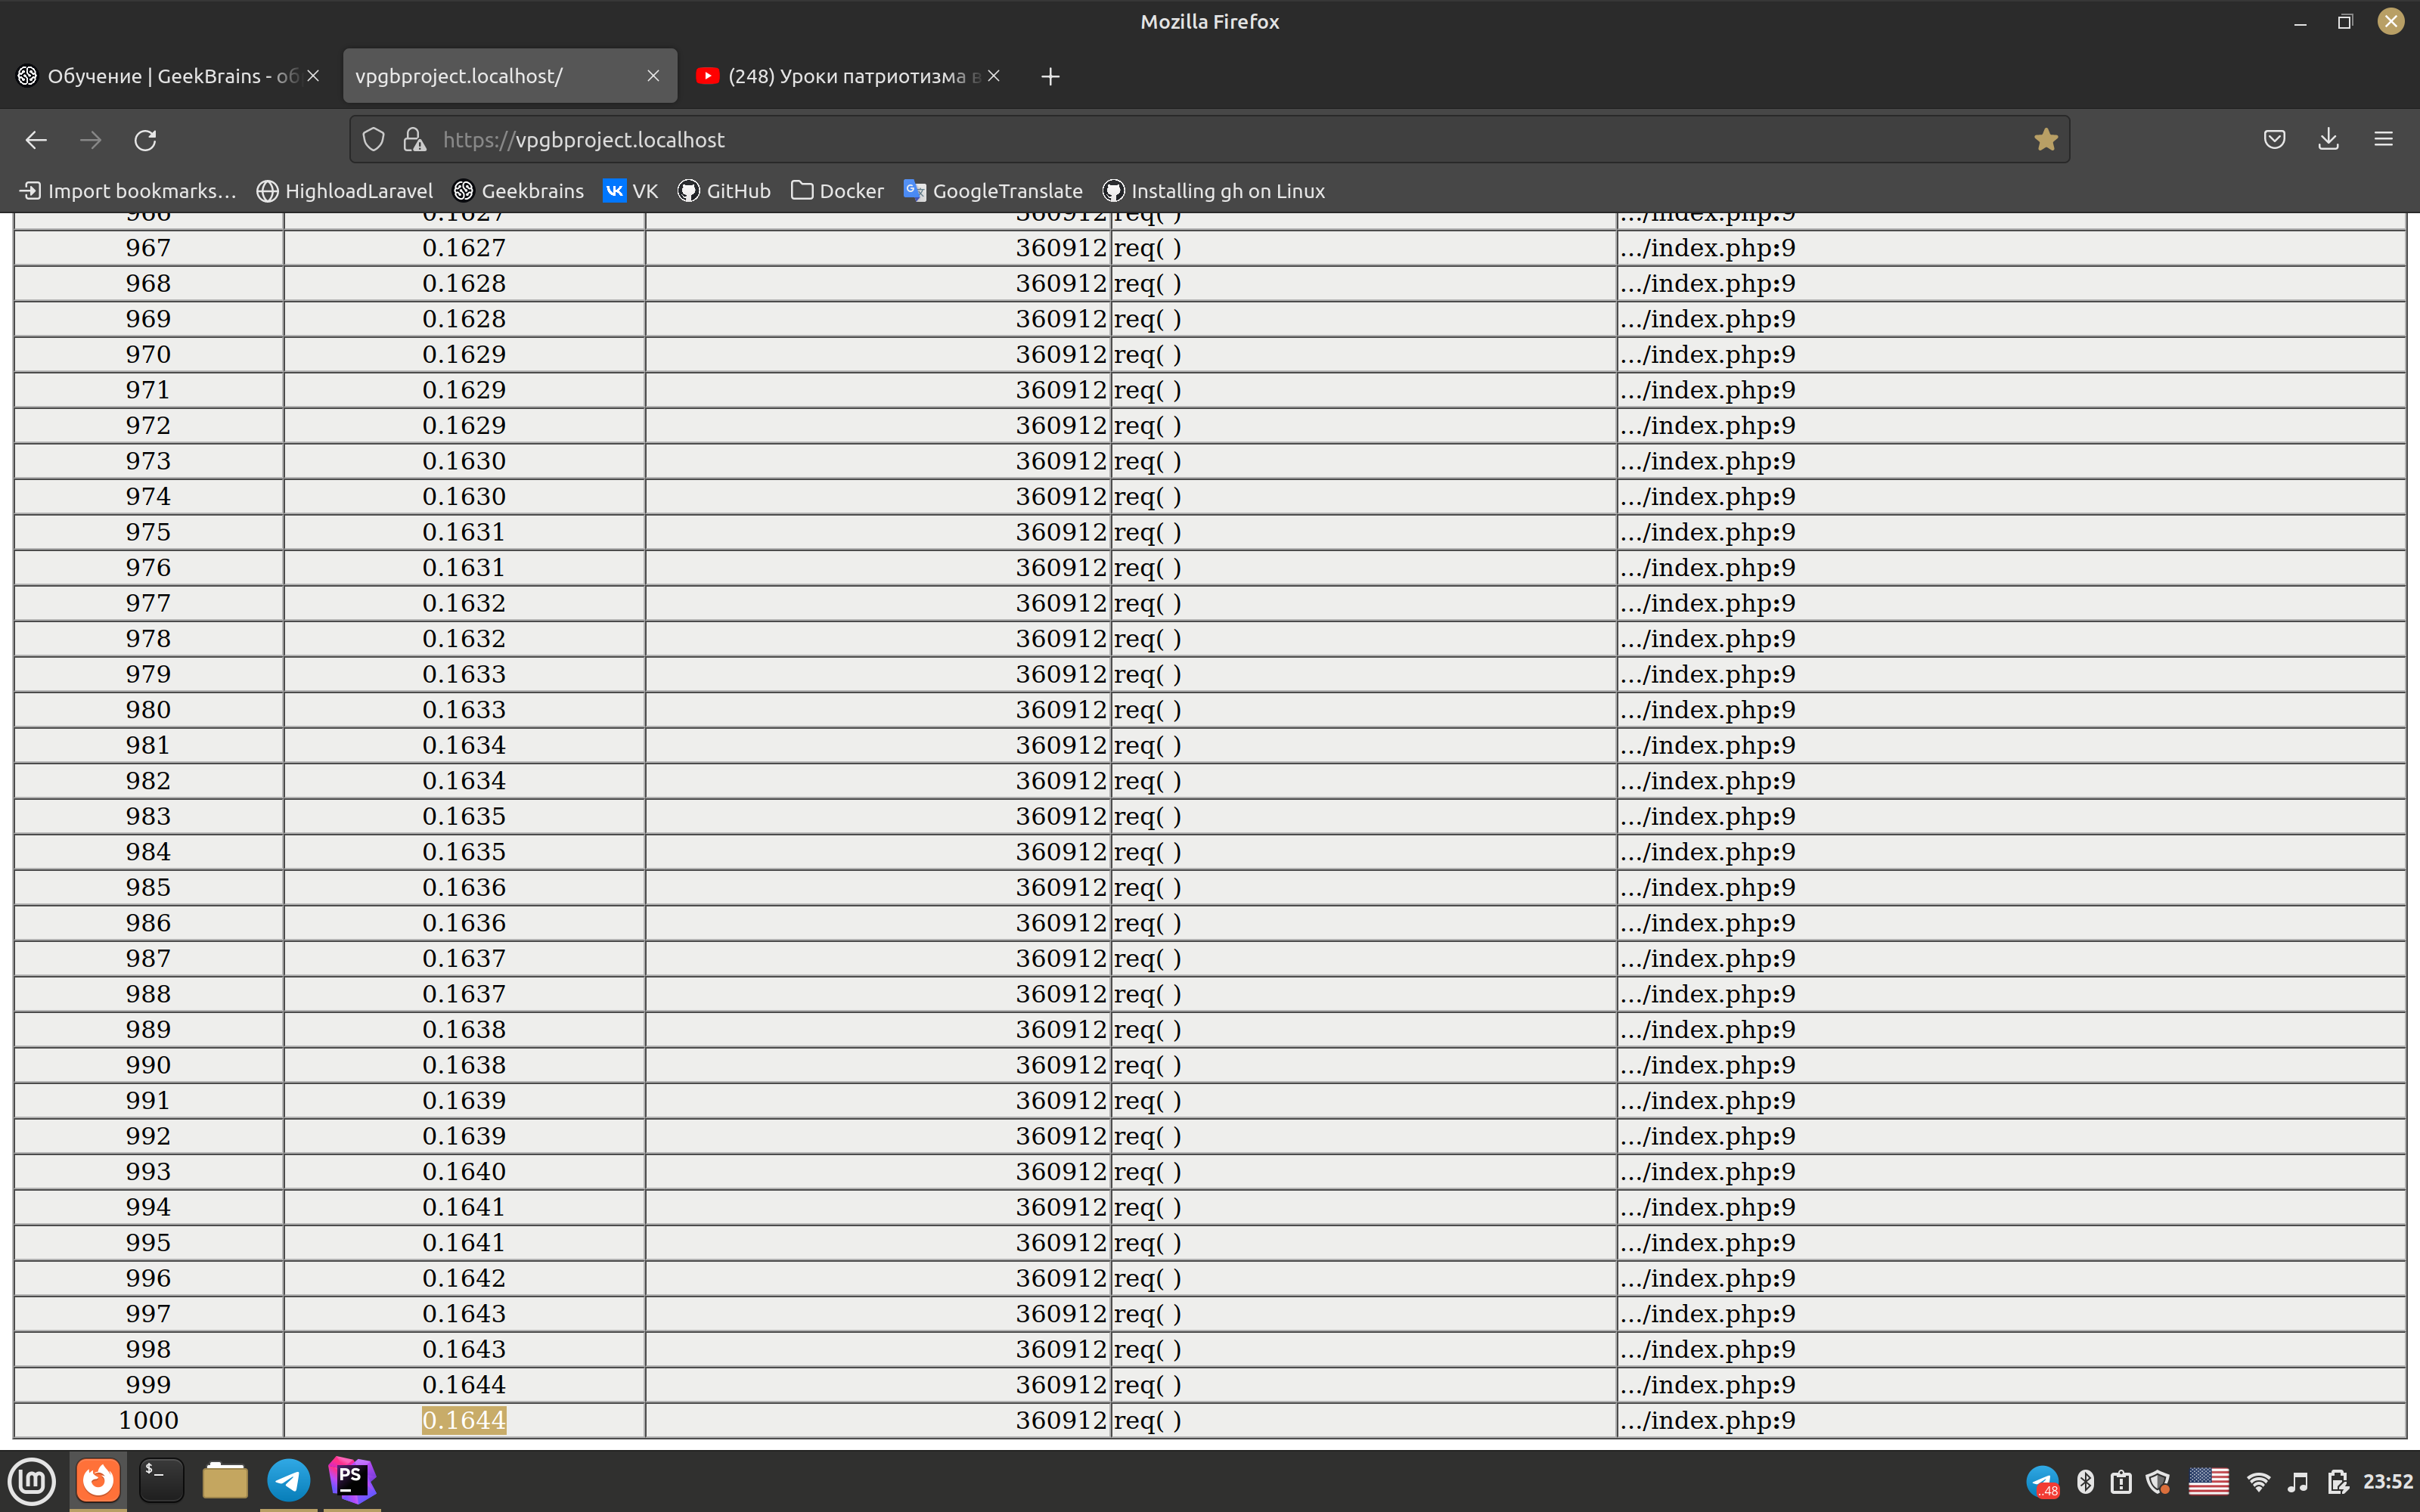 Mozilla Firefox
Обучение | GeekBrains - об
vpgbproject.localhost/
(248) Уроки патриотизма в
https://vpgbproject.localhost
Import bookmarks...
HighloadLaravel
Geekbrains
VK
GitHub
Docker
GoogleTranslate
Installing gh on Linux
966 0.1627 360912 req( ) .../index.php:9
967 0.1627 360912 req( ) .../index.php:9
968 0.1628 360912 req( ) .../index.php:9
969 0.1628 360912 req( ) .../index.php:9
970 0.1629 360912 req( ) .../index.php:9
971 0.1629 360912 req( ) .../index.php:9
972 0.1629 360912 req( ) .../index.php:9
973 0.1630 360912 req( ) .../index.php:9
974 0.1630 360912 req( ) .../index.php:9
975 0.1631 360912 req( ) .../index.php:9
976 0.1631 360912 req( ) .../index.php:9
977 0.1632 360912 req( ) .../index.php:9
978 0.1632 360912 req( ) .../index.php:9
979 0.1633 360912 req( ) .../index.php:9
980 0.1633 360912 req( ) .../index.php:9
981 0.1634 360912 req( ) .../index.php:9
982 0.1634 360912 req( ) .../index.php:9
983 0.1635 360912 req( ) .../index.php:9
984 0.1635 360912 req( ) .../index.php:9
985 0.1636 360912 req( ) .../index.php:9
986 0.1636 360912 req( ) .../index.php:9
987 0.1637 360912 req( ) .../index.php:9
988 0.1637 360912 req( ) .../index.php:9
989 0.1638 360912 req( ) .../index.php:9
990 0.1638 360912 req( ) .../index.php:9
991 0.1639 360912 req( ) .../index.php:9
992 0.1639 360912 req( ) .../index.php:9
993 0.1640 360912 req( ) .../index.php:9
994 0.1641 360912 req( ) .../index.php:9
995 0.1641 360912 req( ) .../index.php:9
996 0.1642 360912 req( ) .../index.php:9
997 0.1643 360912 req( ) .../index.php:9
998 0.1643 360912 req( ) .../index.php:9
999 0.1644 360912 req( ) .../index.php:9
1000 0.1644 360912 req( ) .../index.php:9
lm
$_
PS
..48
23:52